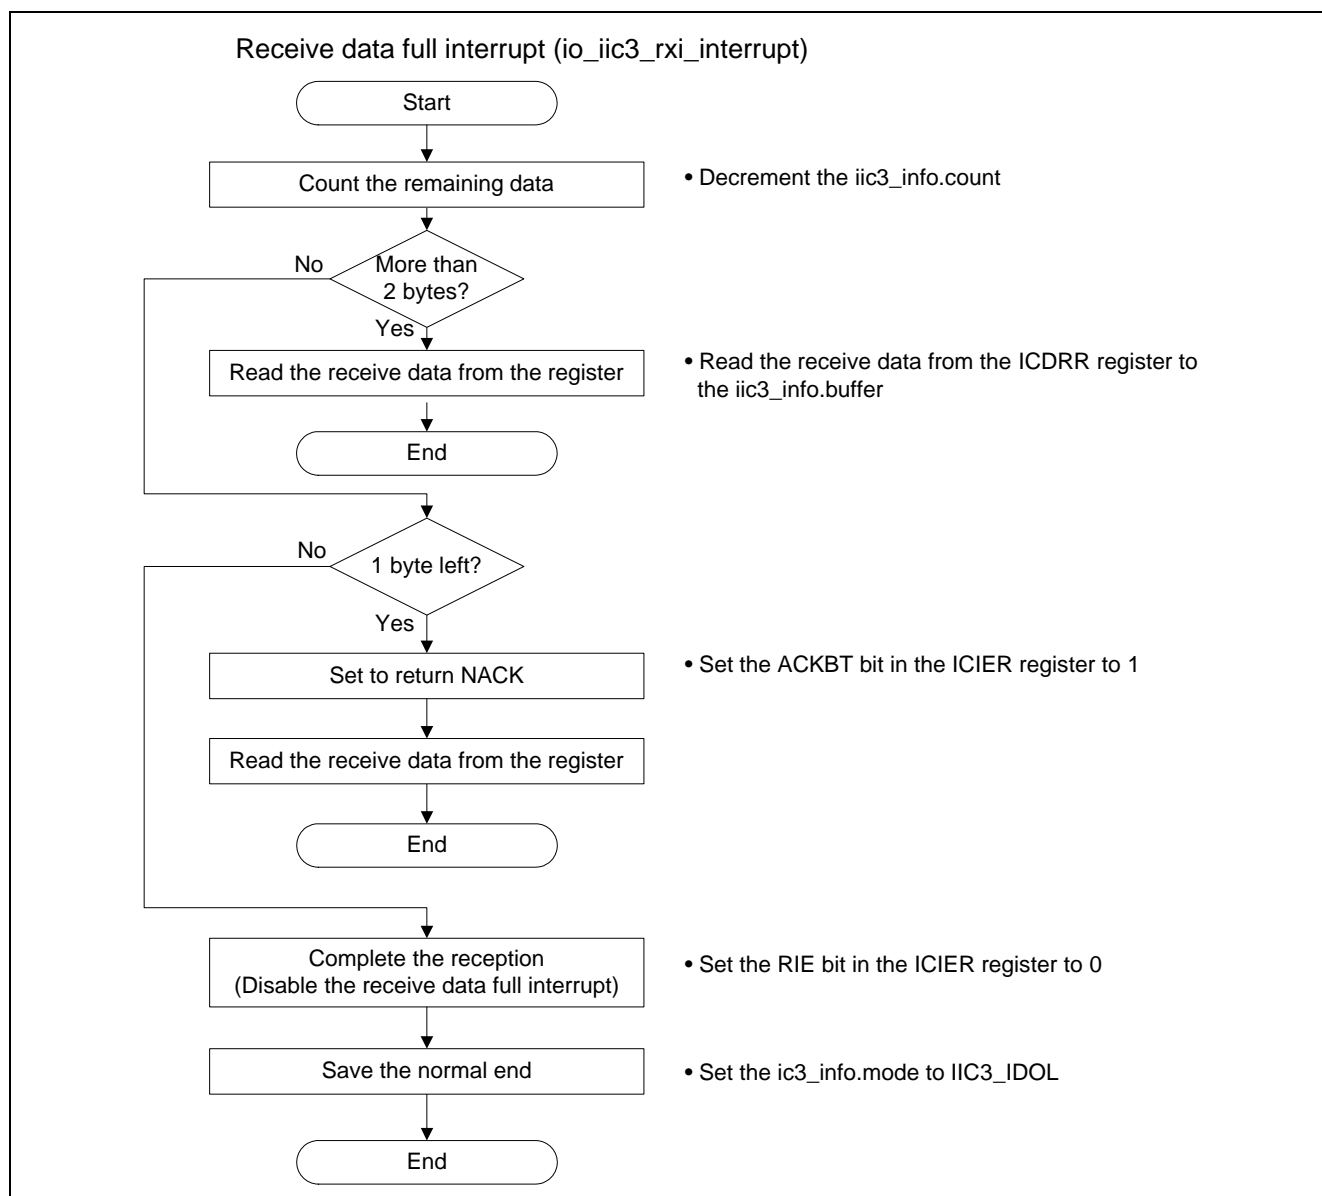 Receive data full interrupt (io_iic3_rxi_interrupt)
Start
Count the remaining data
• Decrement the iic3_info.count
No
More than
2 bytes?
Yes
Read the receive data from the register
• Read the receive data from the ICDRR register to
the iic3_info.buffer
End
No
1 byte left?
Yes
Set to return NACK
• Set the ACKBT bit in the ICIER register to 1
Read the receive data from the register
End
Complete the reception
(Disable the receive data full interrupt)
• Set the RIE bit in the ICIER register to 0
Save the normal end
• Set the ic3_info.mode to IIC3_IDOL
End